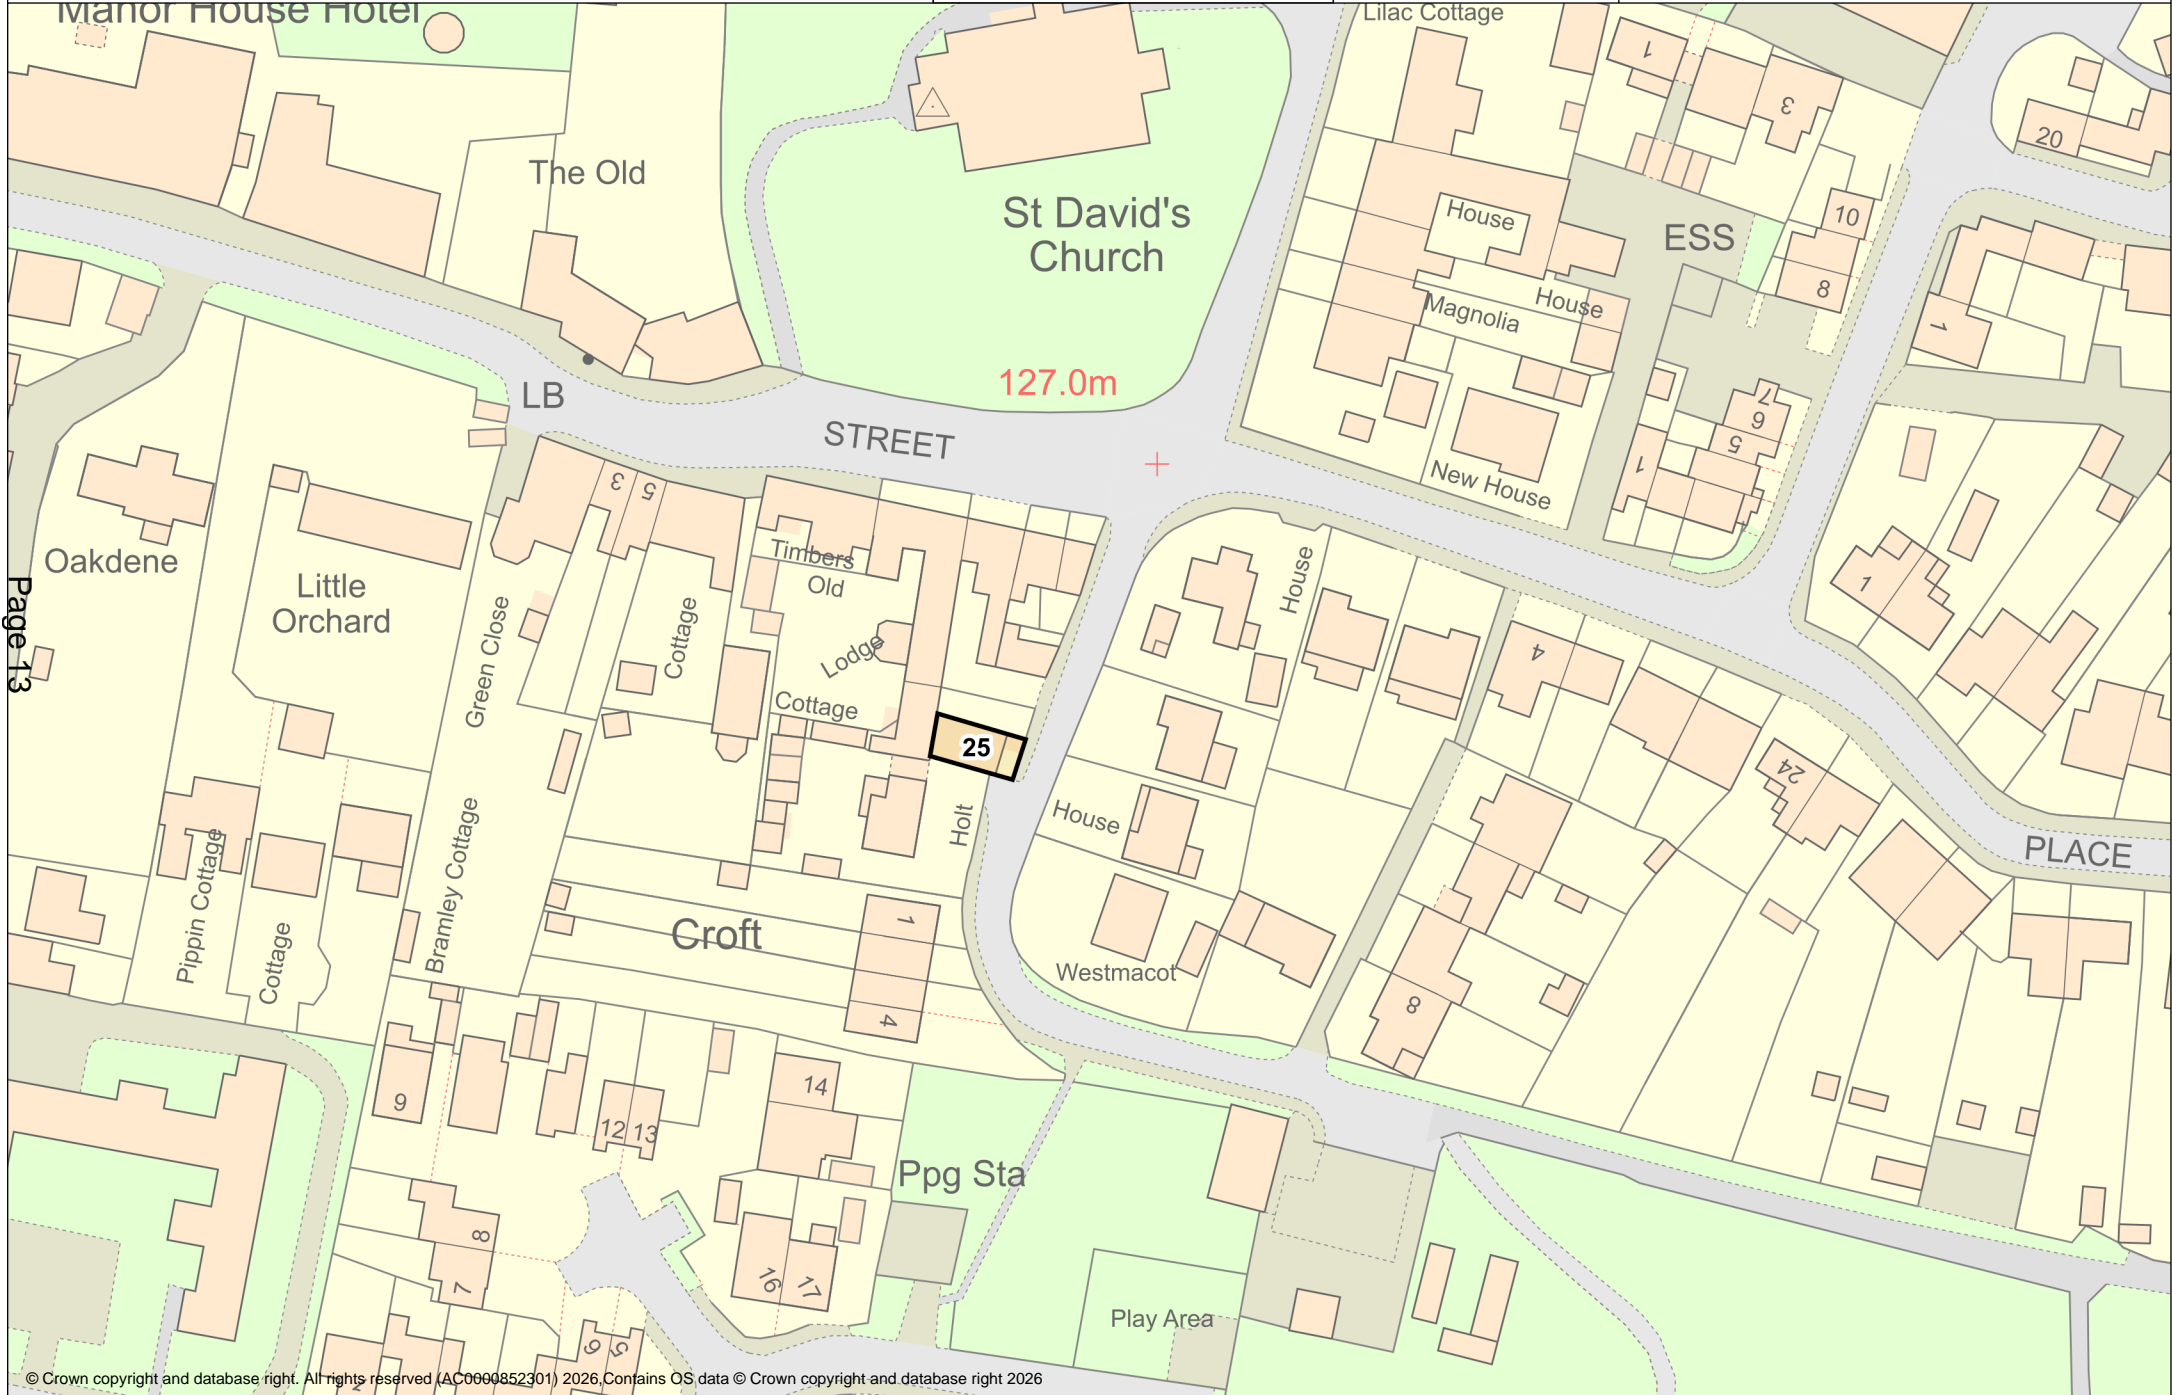 Manor House Hotel
Lilac Cottage
1
3
20
The Old
St David's
Church
House
ESS
10
8
House
Magnolia
1
LB
127.0m
STREET
7
6
5
1
New House
3
5
Timbers
Old
Oakdene
Little
Orchard
Green Close
Cottage
Lodge
Cottage
House
1
4
Page 13
25
24
Holt
House
PLACE
Pippin Cottage
Cottage
Bramley Cottage
Croft
1
4
Westmacot
8
9
12
13
14
Ppg Sta
8
7
16
17
Play Area
6
5
© Crown copyright and database right. All rights reserved (AC0000852301) 2026,Contains OS data © Crown copyright and database right 2026